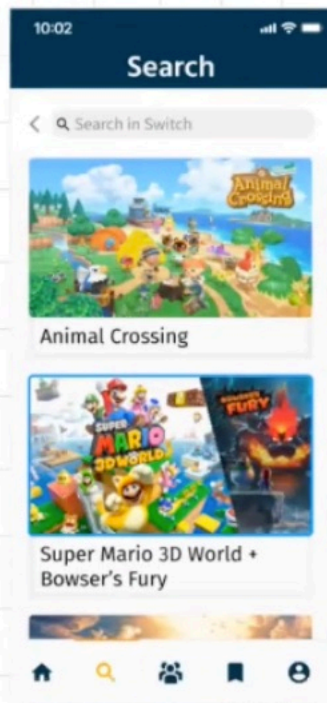 10:02
Search
Search in Switch
Animal
Crossing
Animal Crossing
SUPER
MARIO
3D WORLD
BOWSER'S
FURY
Super Mario 3D World +
Bowser's Fury